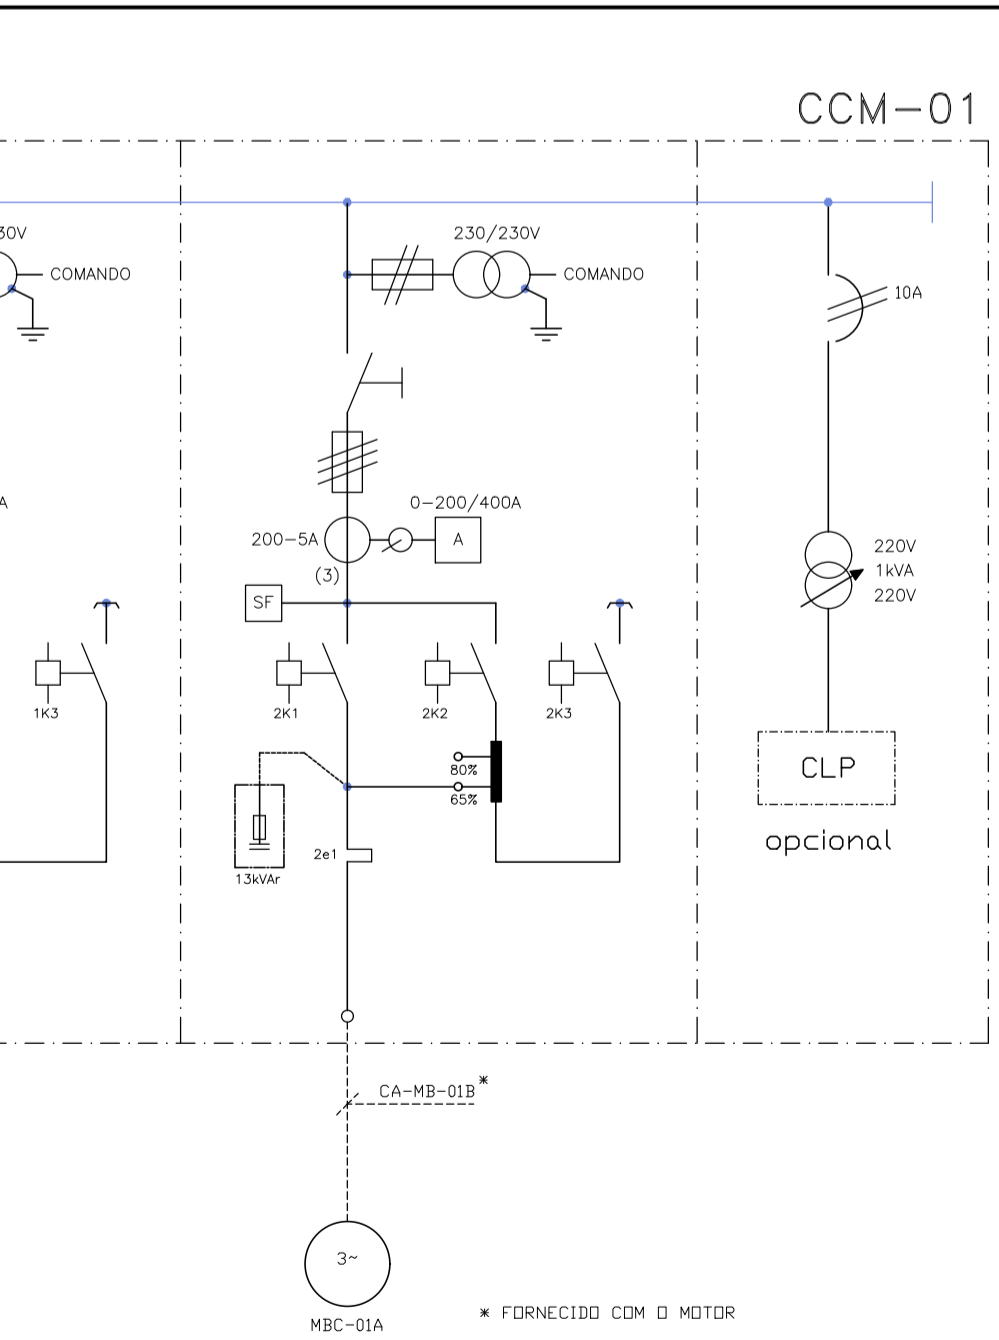 CCM-01
30V
COMANDO
230/230V
COMANDO
10A
A
0-200/400A
200-5A
A
(3)
SF
220V
1kVA
220V
1K3
2K1
2K2
2K3
80%
65%
CLP
opcional
2e1
13kVAr
CA-MB-01B*
3~
MBC-01A
* FORNECIDO COM O MOTOR